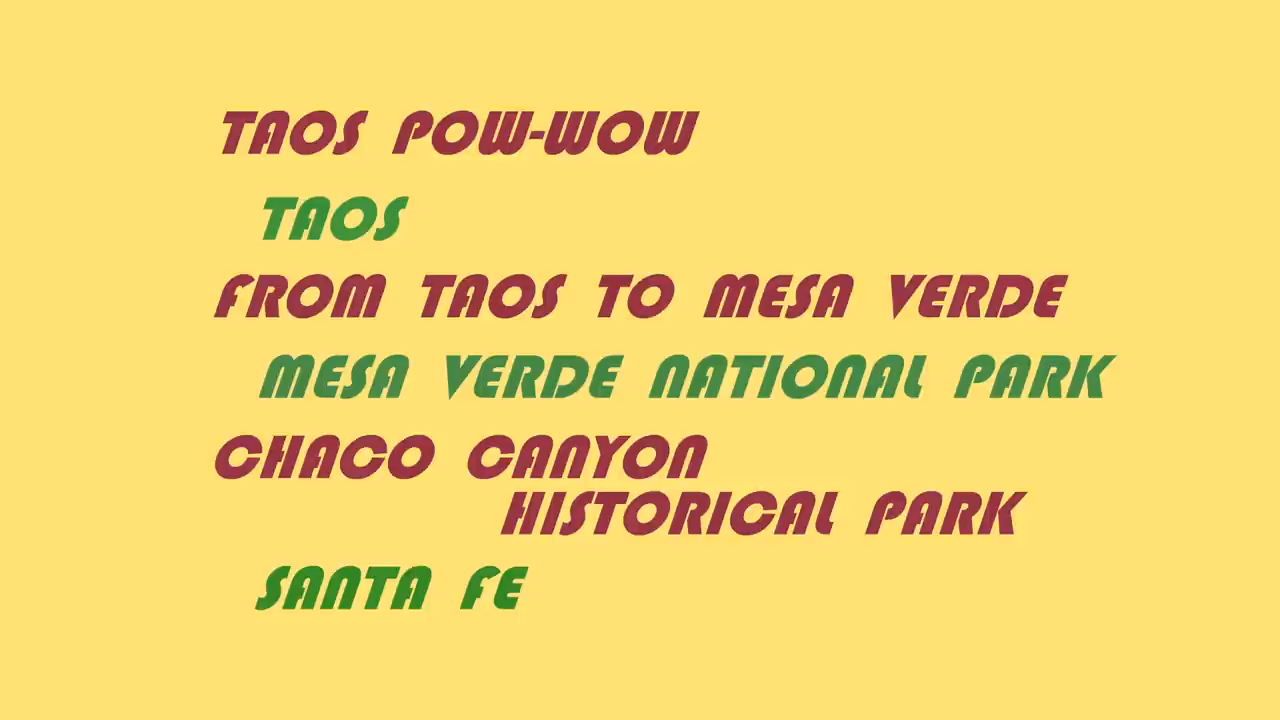 TAOS POW-WOW
TAOS
FROM TAOS TO MESA VERDE
MESA VERDE NATIONAL PARK
CHACO CANYON
HISTORICAL PARK
SANTA FE